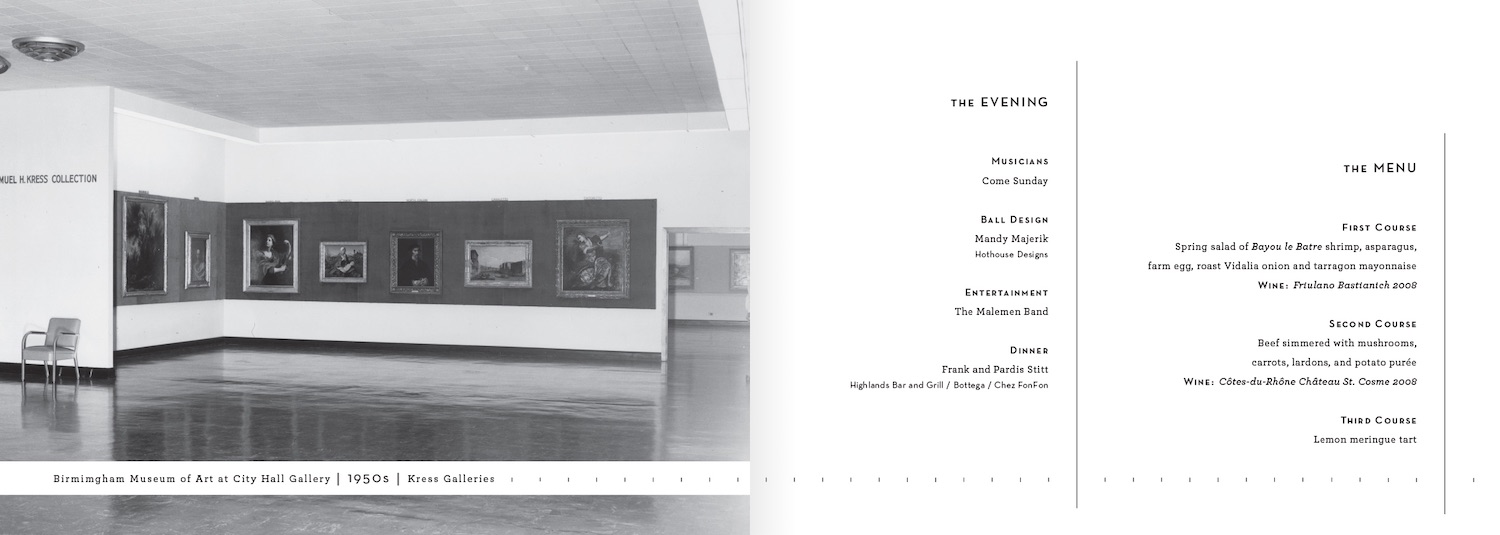 MUEL H. KRESS COLLECTION
Birmimgham Museum of Art at City Hall Gallery | 1950s | Kress Galleries
THE EVENING
MUSICIANS
Come Sunday
BALL DESIGN
Mandy Majerik
Hothouse Designs
ENTERTAINMENT
The Malemen Band
DINNER
Frank and Pardis Stitt
Highlands Bar and Grill / Bottega / Chez FonFon
THE MENU
FIRST COURSE
Spring salad of Bayou le Batre shrimp, asparagus,
farm egg, roast Vidalia onion and tarragon mayonnaise
WINE: Friulano Bastianich 2008
SECOND COURSE
Beef simmered with mushrooms,
carrots, lardons, and potato purée
WINE: Côtes-du-Rhône Château St. Cosme 2008
THIRD COURSE
Lemon meringue tart